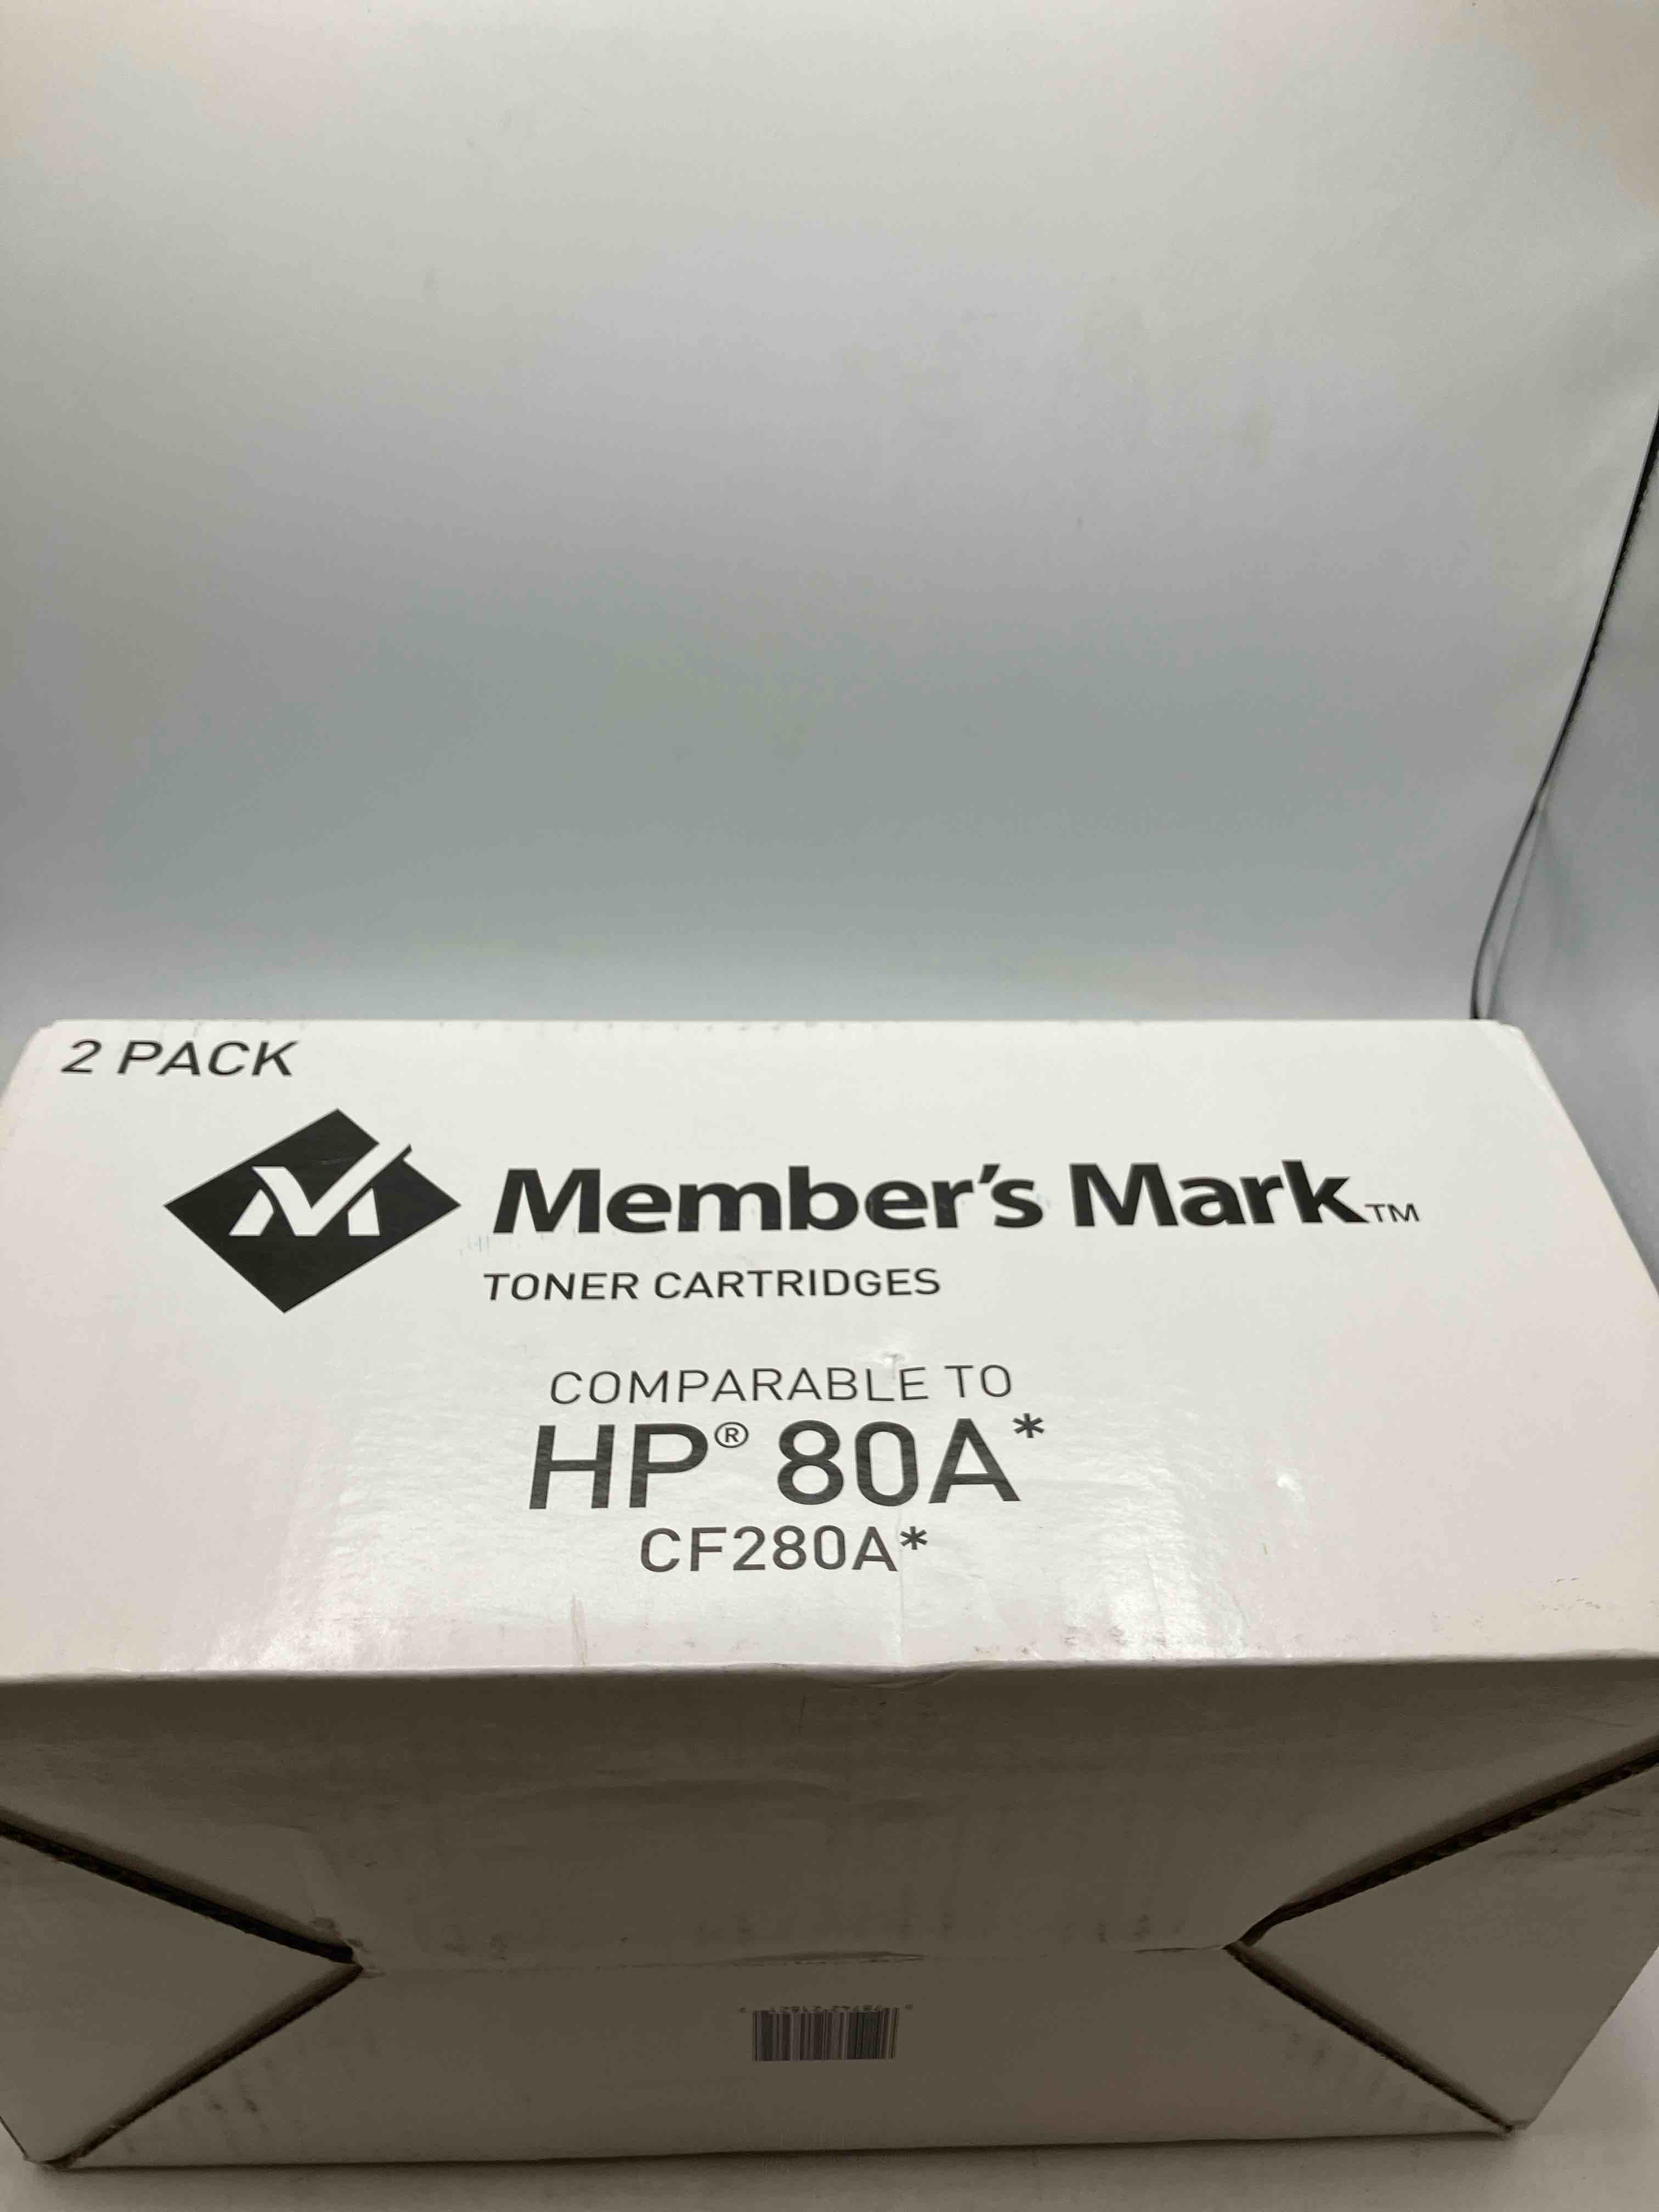 2 PACK
Member's Mark™
TONER CARTRIDGES
COMPARABLE TO
HP® 80A*
CF280A*